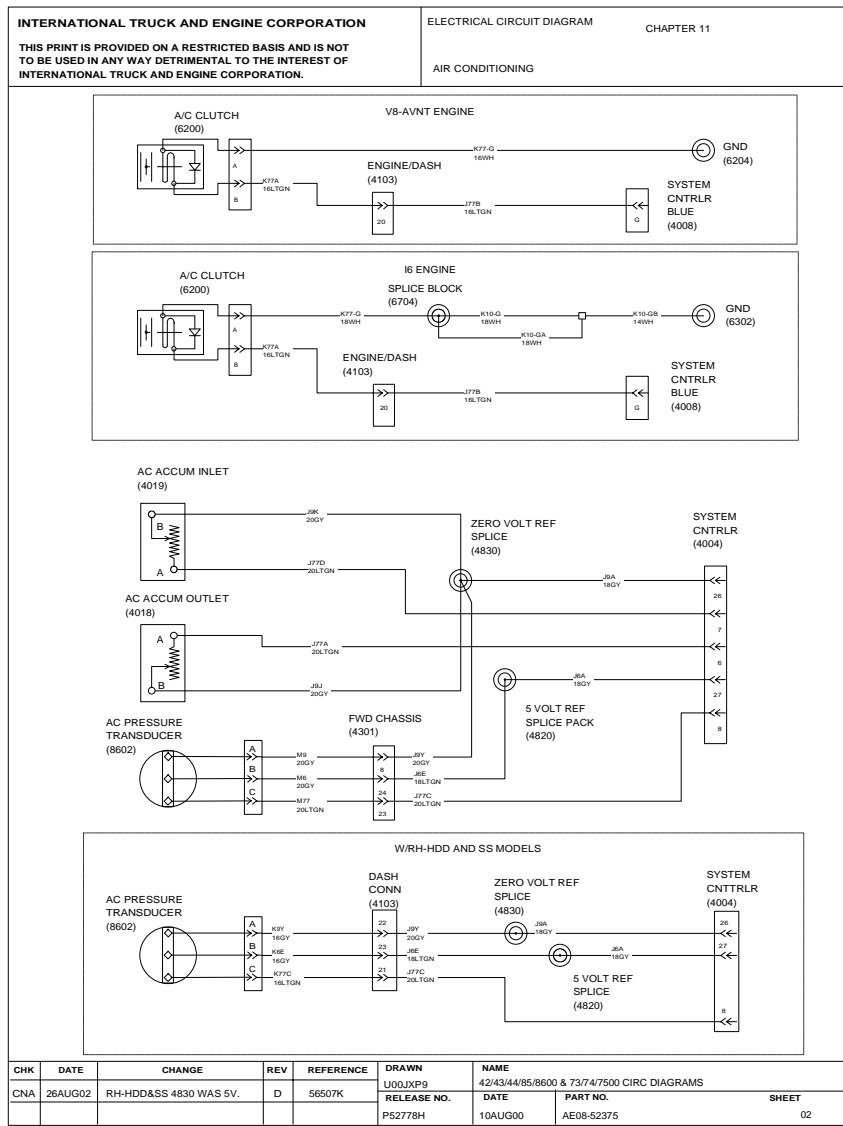 INTERNATIONAL TRUCK AND ENGINE CORPORATION
THIS PRINT IS PROVIDED ON A RESTRICTED BASIS AND IS NOT
TO BE USED IN ANY WAY DETRIMENTAL TO THE INTEREST OF
INTERNATIONAL TRUCK AND ENGINE CORPORATION.
ELECTRICAL CIRCUIT DIAGRAM
CHAPTER 11
AIR CONDITIONING
V8-AVNT ENGINE
A/C CLUTCH
(6200)
A
B
K77-G
16WH
GND
(6204)
K77A
16LTGN
ENGINE/DASH
(4103)
20
J77B
16LTGN
G
SYSTEM
CNTRLR
BLUE
(4008)
I6 ENGINE
A/C CLUTCH
(6200)
A
B
K77-G
18WH
SPLICE BLOCK
(6704)
K10-G
18WH
K10-GA
18WH
K10-GB
14WH
GND
(6302)
K77A
16LTGN
ENGINE/DASH
(4103)
20
J77B
16LTGN
G
SYSTEM
CNTRLR
BLUE
(4008)
AC ACCUM INLET
(4019)
B
A
J9K
20GY
J77D
20LTGN
ZERO VOLT REF
SPLICE
(4830)
J9A
18GY
SYSTEM
CNTRLR
(4004)
26
7
6
27
8
AC ACCUM OUTLET
(4018)
A
B
J77A
20LTGN
J9J
20GY
J6A
18GY
5 VOLT REF
SPLICE PACK
(4820)
AC PRESSURE
TRANSDUCER
(8602)
A
B
C
M9
20GY
M6
20GY
M77
20LTGN
FWD CHASSIS
(4301)
8
24
23
J9Y
20GY
J6E
18LTGN
J77C
20LTGN
W/RH-HDD AND SS MODELS
AC PRESSURE
TRANSDUCER
(8602)
A
B
C
K9Y
16GY
K6E
16GY
K77C
16LTGN
DASH
CONN
(4103)
22
23
21
J9Y
20GY
J6E
18LTGN
J77C
20LTGN
ZERO VOLT REF
SPLICE
(4830)
J9A
18GY
J6A
18GY
5 VOLT REF
SPLICE
(4820)
SYSTEM
CNTTRLR
(4004)
26
27
8
CHK DATE CHANGE REV REFERENCE
CNA 26AUG02 RH-HDD&SS 4830 WAS 5V. D 56507K
DRAWN
U00JXP9
NAME
42/43/44/85/8600 & 73/74/7500 CIRC DIAGRAMS
RELEASE NO. DATE PART NO. SHEET
P52778H 10AUG00 AE08-52375 02